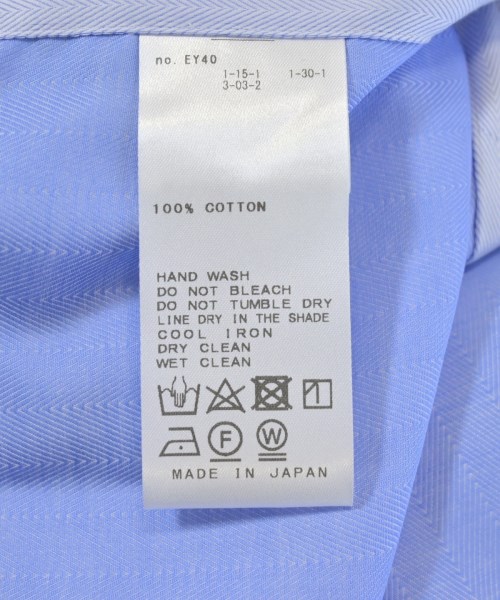 no. EY40
1-15-1 1-30-1
3-03-2
100% COTTON
HAND WASH
DO NOT BLEACH
DO NOT TUMBLE DRY
LINE DRY IN THE SHADE
COOL IRON
DRY CLEAN
WET CLEAN
F W
MADE IN JAPAN